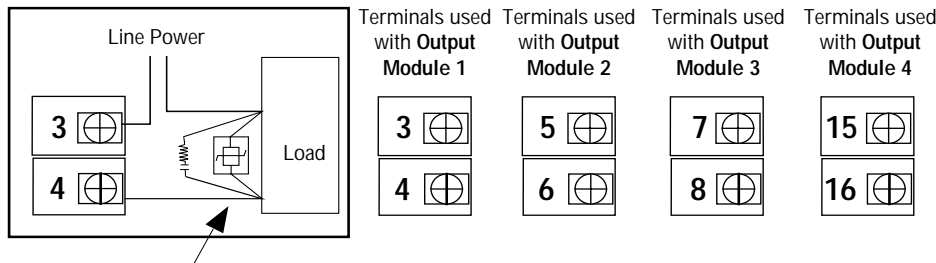 Line Power
3
4
Load
Terminals used
with Output
Module 1
3
4
Terminals used
with Output
Module 2
5
6
Terminals used
with Output
Module 3
7
8
Terminals used
with Output
Module 4
15
16